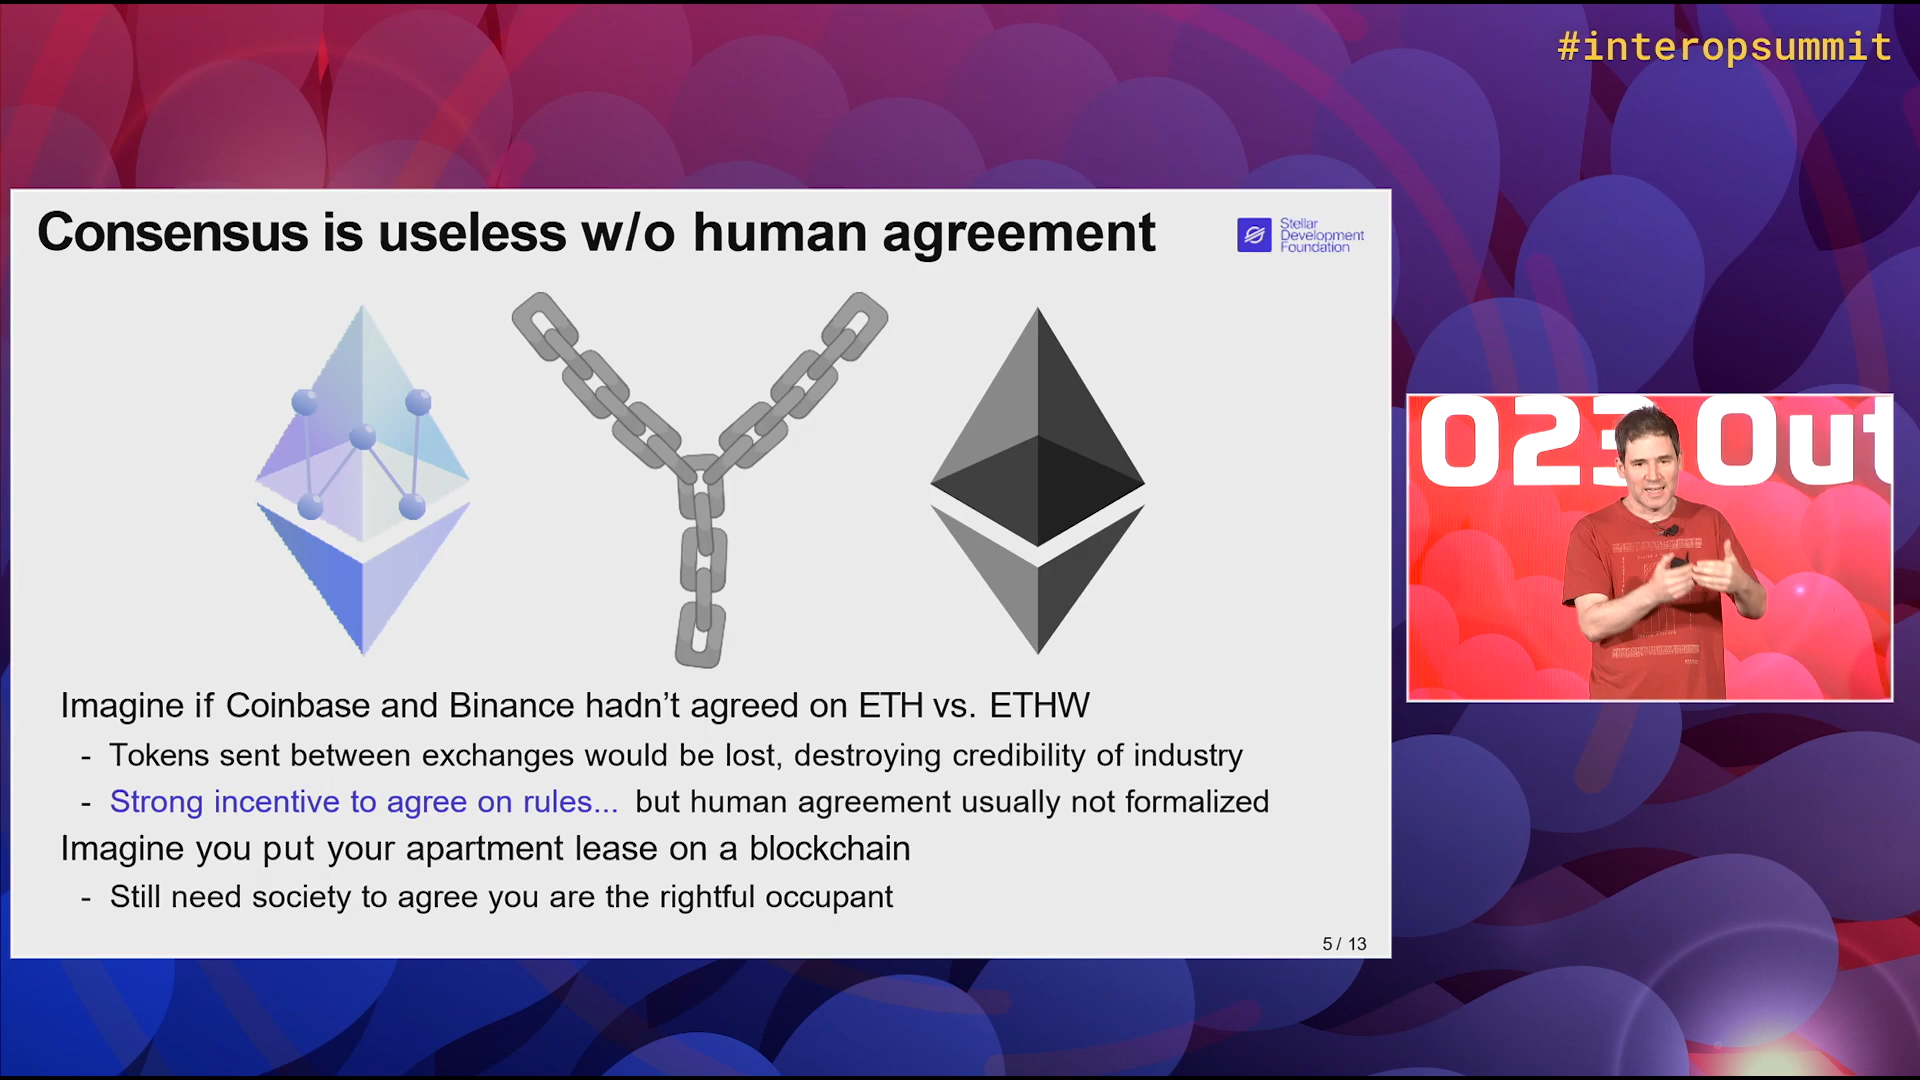 #interopsummit
Consensus is useless w/o human agreement
Stellar
Development
Foundation
Imagine if Coinbase and Binance hadn’t agreed on ETH vs. ETHW
- Tokens sent between exchanges would be lost, destroying credibility of industry
- Strong incentive to agree on rules... but human agreement usually not formalized
Imagine you put your apartment lease on a blockchain
- Still need society to agree you are the rightful occupant
5 / 13
023 Out